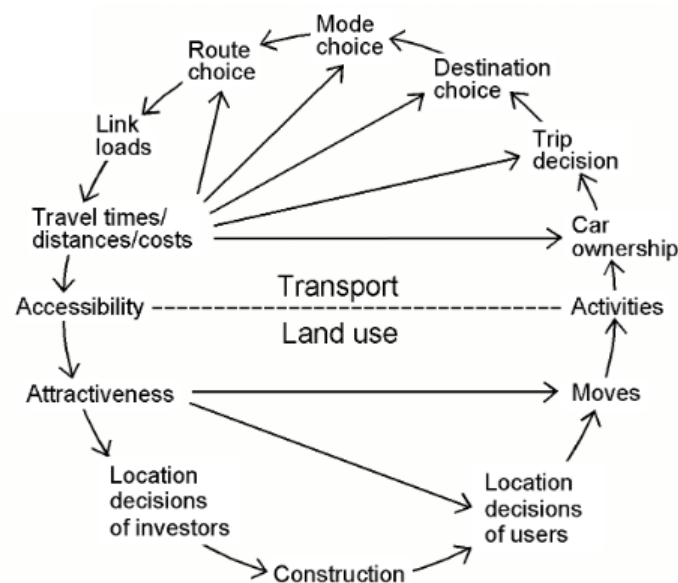 Mode
choice
Route
choice
Destination
choice
Link
loads
Trip
decision
Travel times/
distances/costs
Car
ownership
Transport
Accessibility
Activities
Land use
Attractiveness
Moves
Location
decisions
of investors
Location
decisions
of users
Construction